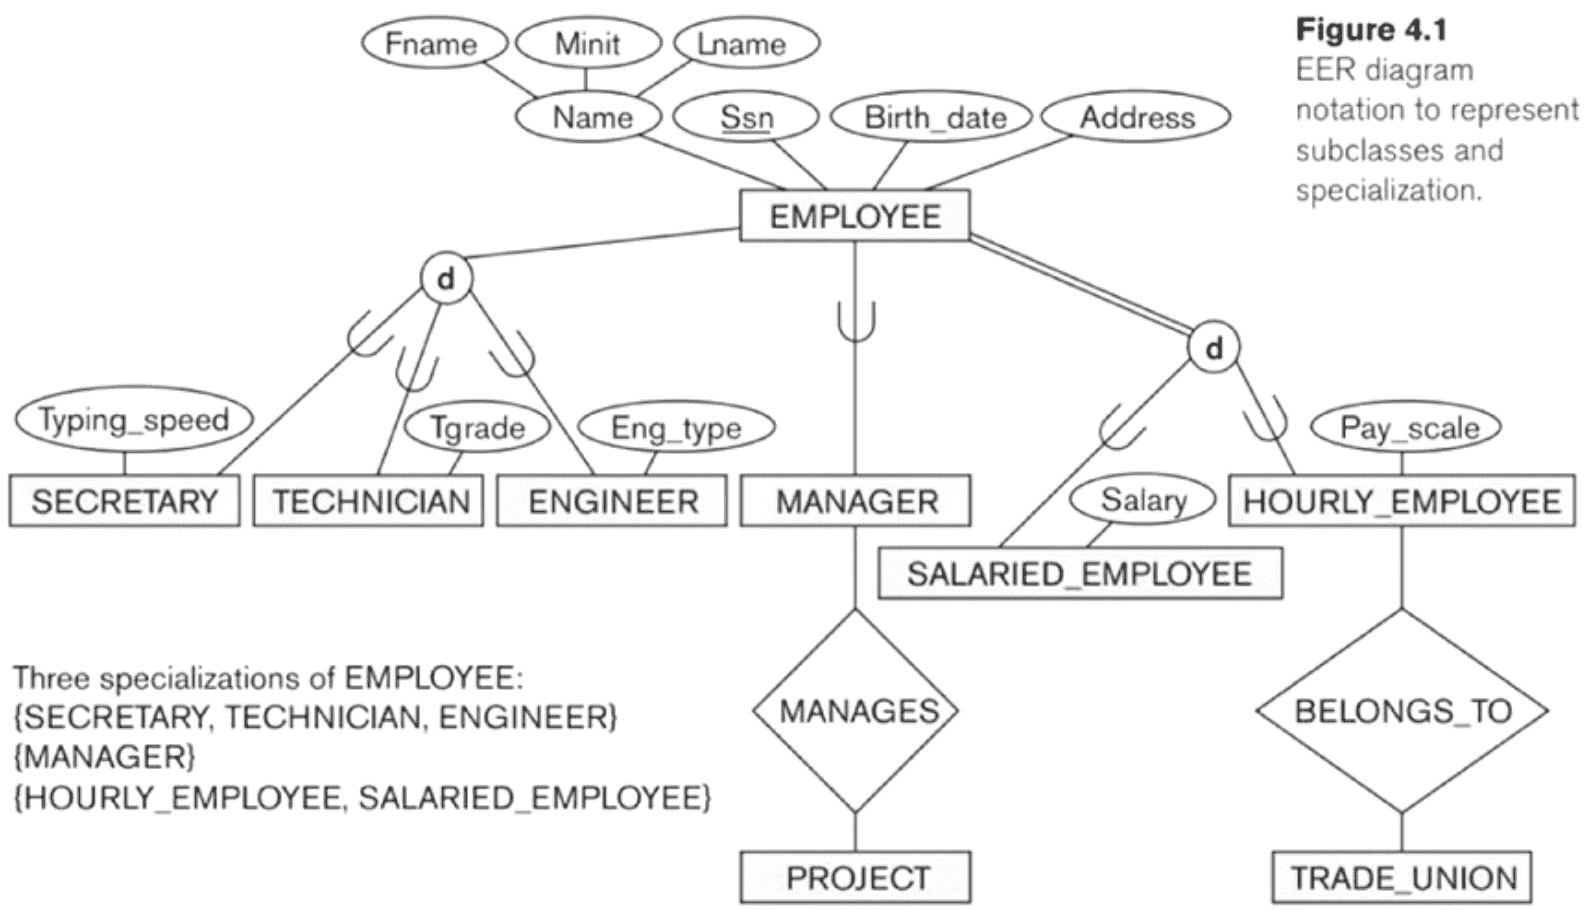 Figure 4.1
EER diagram
notation to represent
subclasses and
specialization.
Fname
Minit
Lname
Name
Ssn
Birth_date
Address
EMPLOYEE
d
d
Typing_speed
Tgrade
Eng_type
Pay_scale
SECRETARY
TECHNICIAN
ENGINEER
MANAGER
Salary
HOURLY_EMPLOYEE
SALARIED_EMPLOYEE
Three specializations of EMPLOYEE:
{SECRETARY, TECHNICIAN, ENGINEER}
{MANAGER}
{HOURLY_EMPLOYEE, SALARIED_EMPLOYEE}
MANAGES
BELONGS_TO
PROJECT
TRADE_UNION